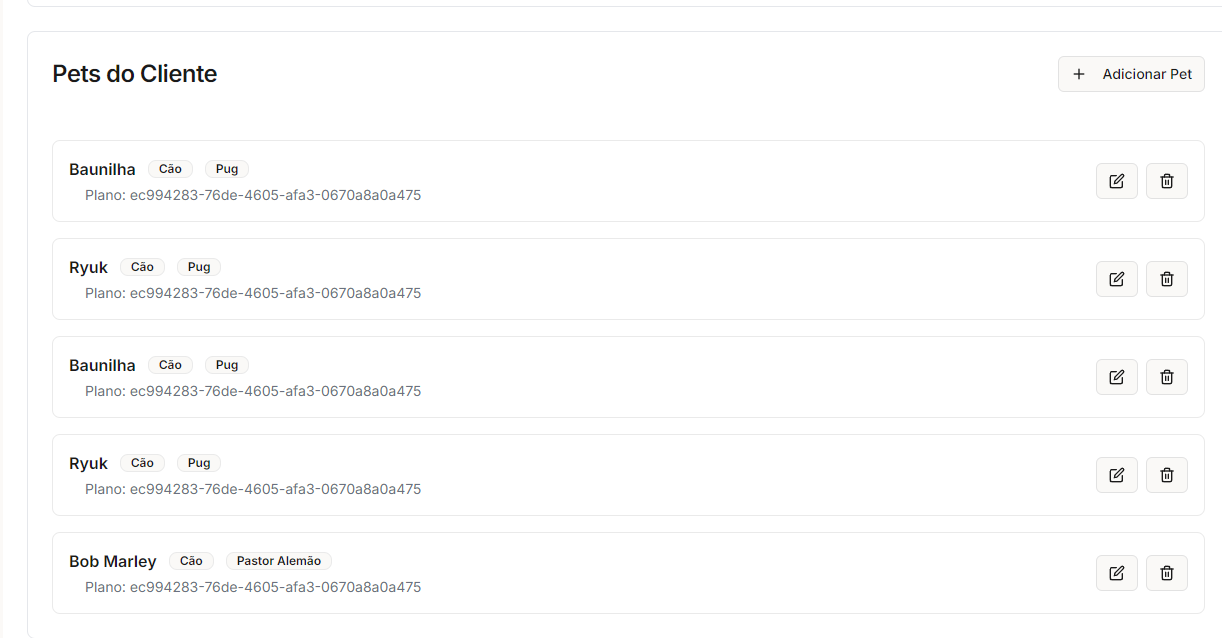 Pets do Cliente
+ Adicionar Pet
Baunilha Cão Pug
Plano: ec994283-76de-4605-afa3-0670a8a0a475
Ryuk Cão Pug
Plano: ec994283-76de-4605-afa3-0670a8a0a475
Baunilha Cão Pug
Plano: ec994283-76de-4605-afa3-0670a8a0a475
Ryuk Cão Pug
Plano: ec994283-76de-4605-afa3-0670a8a0a475
Bob Marley Cão Pastor Alemão
Plano: ec994283-76de-4605-afa3-0670a8a0a475